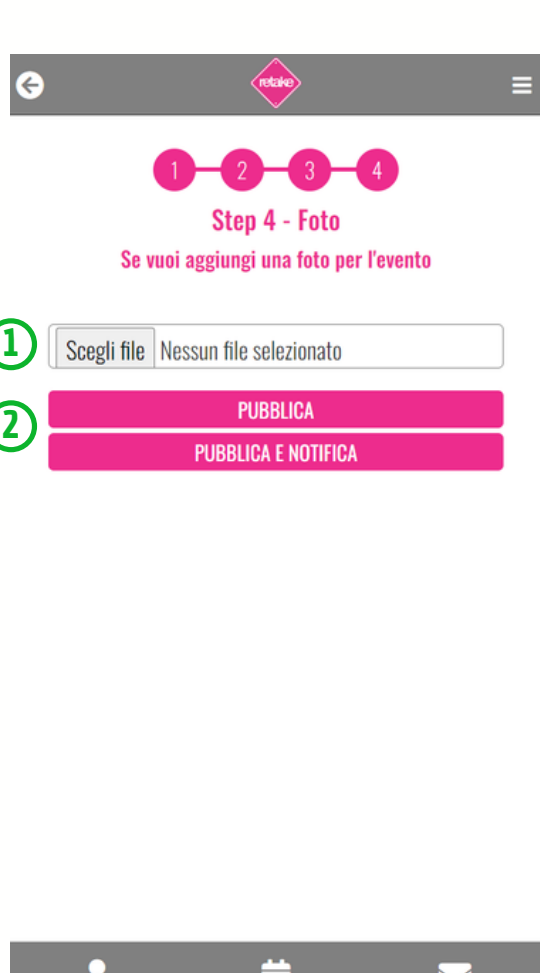 retake
1 2 3 4
Step 4 - Foto
Se vuoi aggiungi una foto per l'evento
1 Scegli file Nessun file selezionato
2
PUBBLICA
PUBBLICA E NOTIFICA